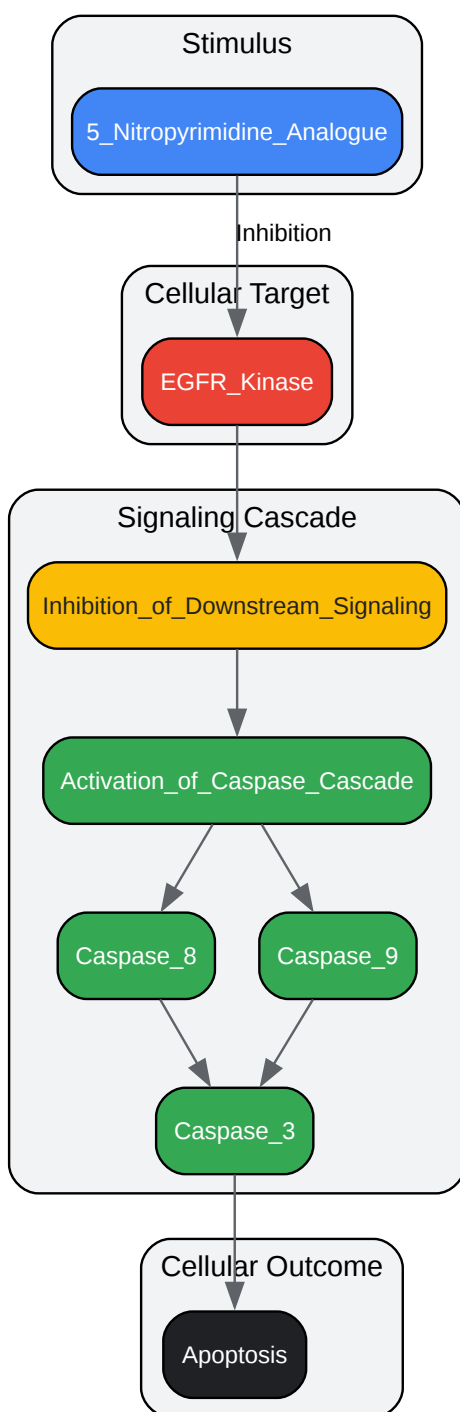 Stimulus
5_Nitropyrimidine_Analogue
Inhibition
Cellular Target
EGFR_Kinase
Signaling Cascade
Inhibition_of_Downstream_Signaling
Activation_of_Caspase_Cascade
Caspase_8
Caspase_9
Caspase_3
Cellular Outcome
Apoptosis